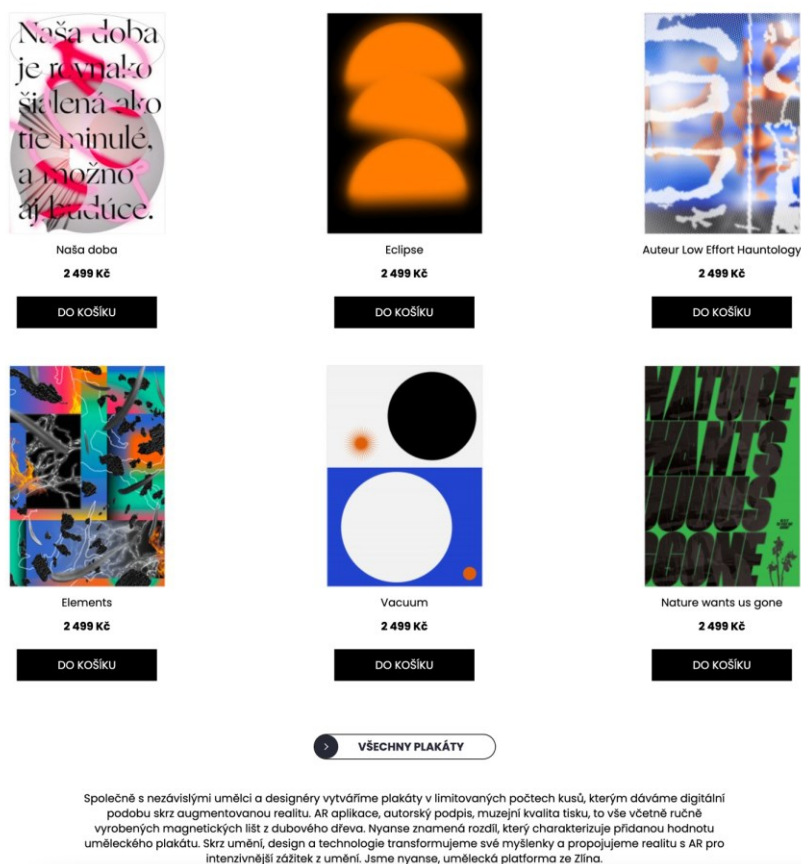 Naša doba
je rovnako
šialená ako
tie minulé,
a možno
aj budúce.
Naša doba
2 499 Kč
DO KOŠÍKU
Eclipse
2 499 Kč
DO KOŠÍKU
Auteur Low Effort Hauntology
2 499 Kč
DO KOŠÍKU
Elements
2 499 Kč
DO KOŠÍKU
Vacuum
2 499 Kč
DO KOŠÍKU
NATURE
WANTS
US
GONE
Nature wants us gone
2 499 Kč
DO KOŠÍKU
VŠECHNY PLAKÁTY
Společně s nezávislými umělci a designéry vytváříme plakáty v limitovaných počtech kusů, kterým dáváme digitální
podobu skrz augmentovanou realitu. AR aplikace, autorský podpis, muzejní kvalita tisku, to vše včetně ručně
vyrobených magnetických lišt z dubového dřeva. Nyanse znamená rozdíl, který charakterizuje přidanou hodnotu
uměleckého plakátu. Skrz umění, design a technologie transformujeme své myšlenky a propojujeme realitu s AR pro
intenzivnější zážitek z umění. Jsme nyanse, umělecká platforma ze Zlína.